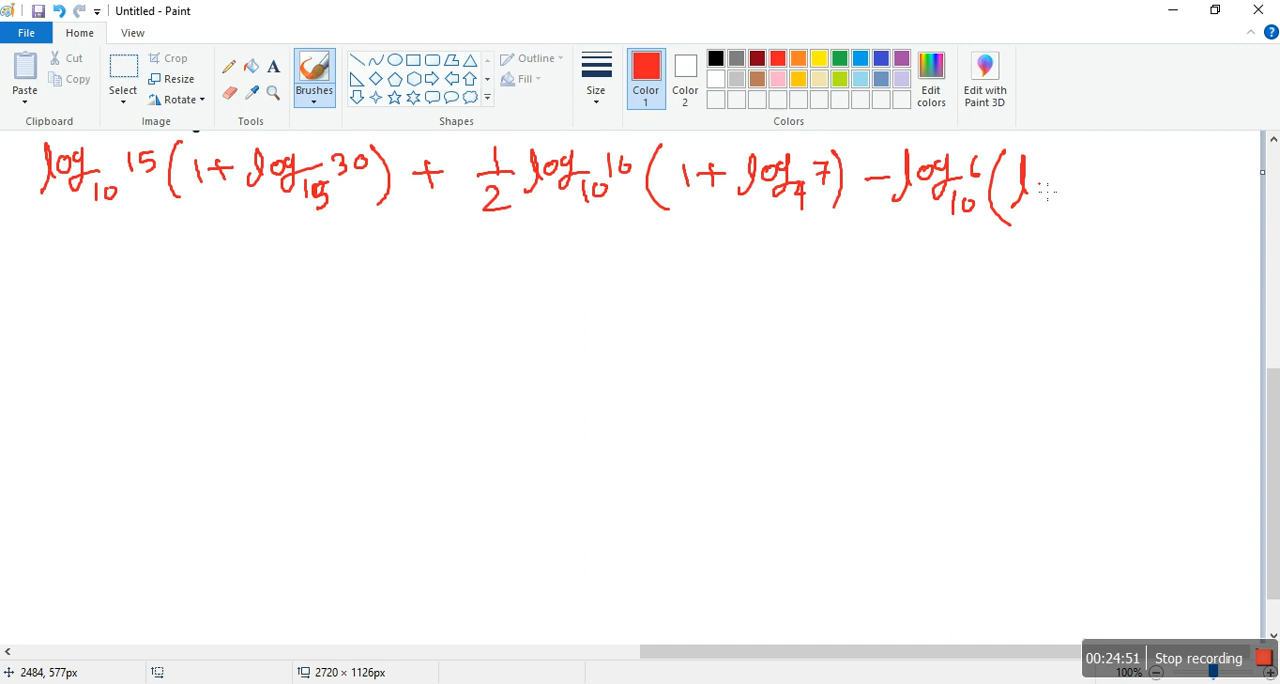 Untitled - Paint
File Home View
Paste Cut Copy Clipboard
Select Crop Resize Rotate Image
A Tools
Brushes
Outline Fill Shapes
Size
Color 1
Color 2
Edit colors
Colors
Edit with Paint 3D
log₁₀ 15 (1 + log₁₅ 30) + 1/2 log₁₀ 16 (1 + log₄ 7) - log₁₀ 6 (l
2484, 577px 2720 × 1126px 100%
00:24:51 Stop recording